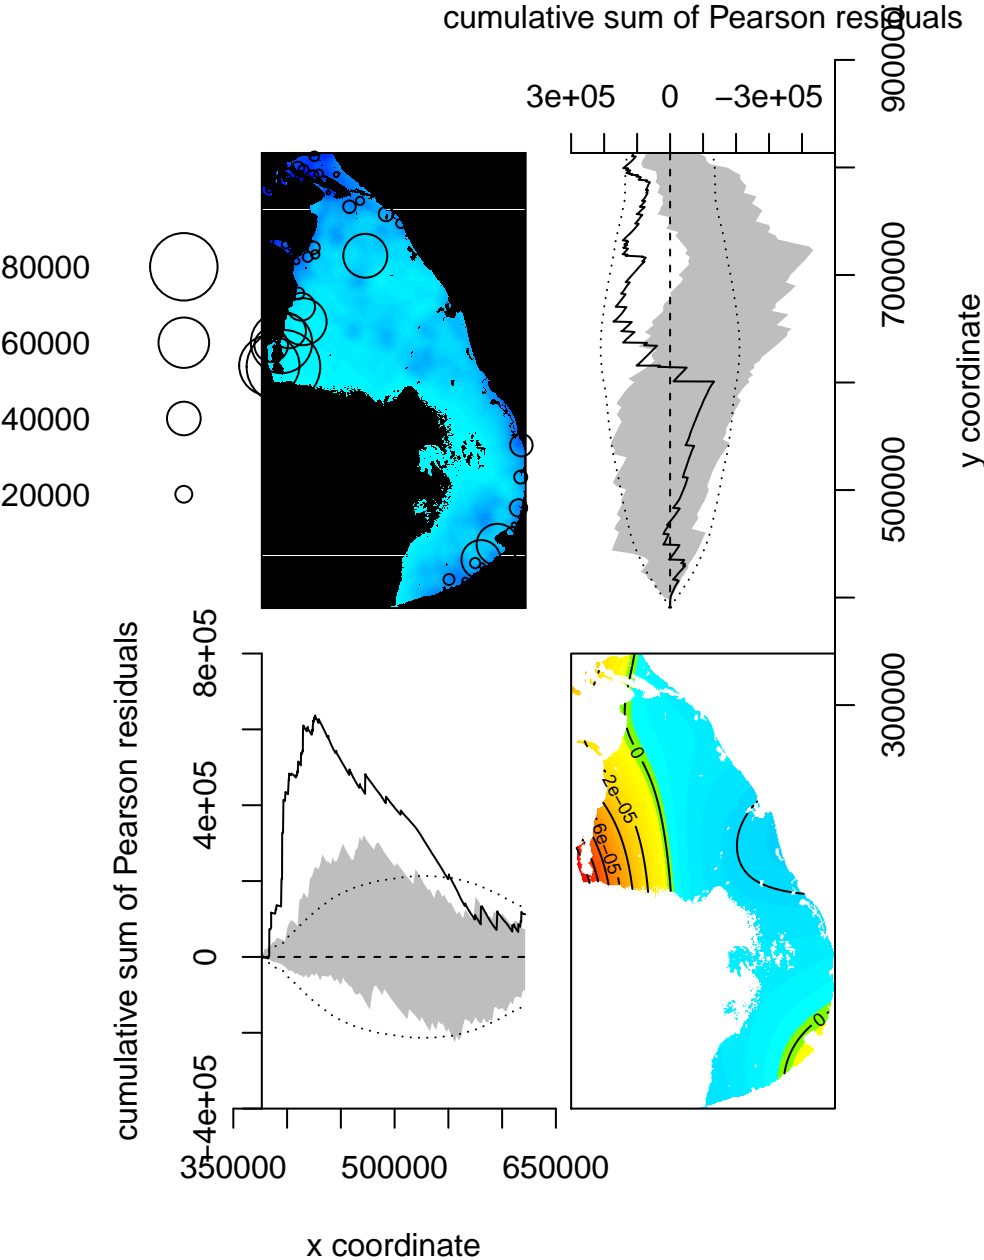 cumulative sum of Pearson residuals
3e+05 0 −3e+05
900000
700000
500000
300000
y coordinate
80000
60000
40000
20000
cumulative sum of Pearson residuals
8e+05
4e+05
0
−4e+05
350000 500000 650000
x coordinate
0
2e−05
6e−05
0